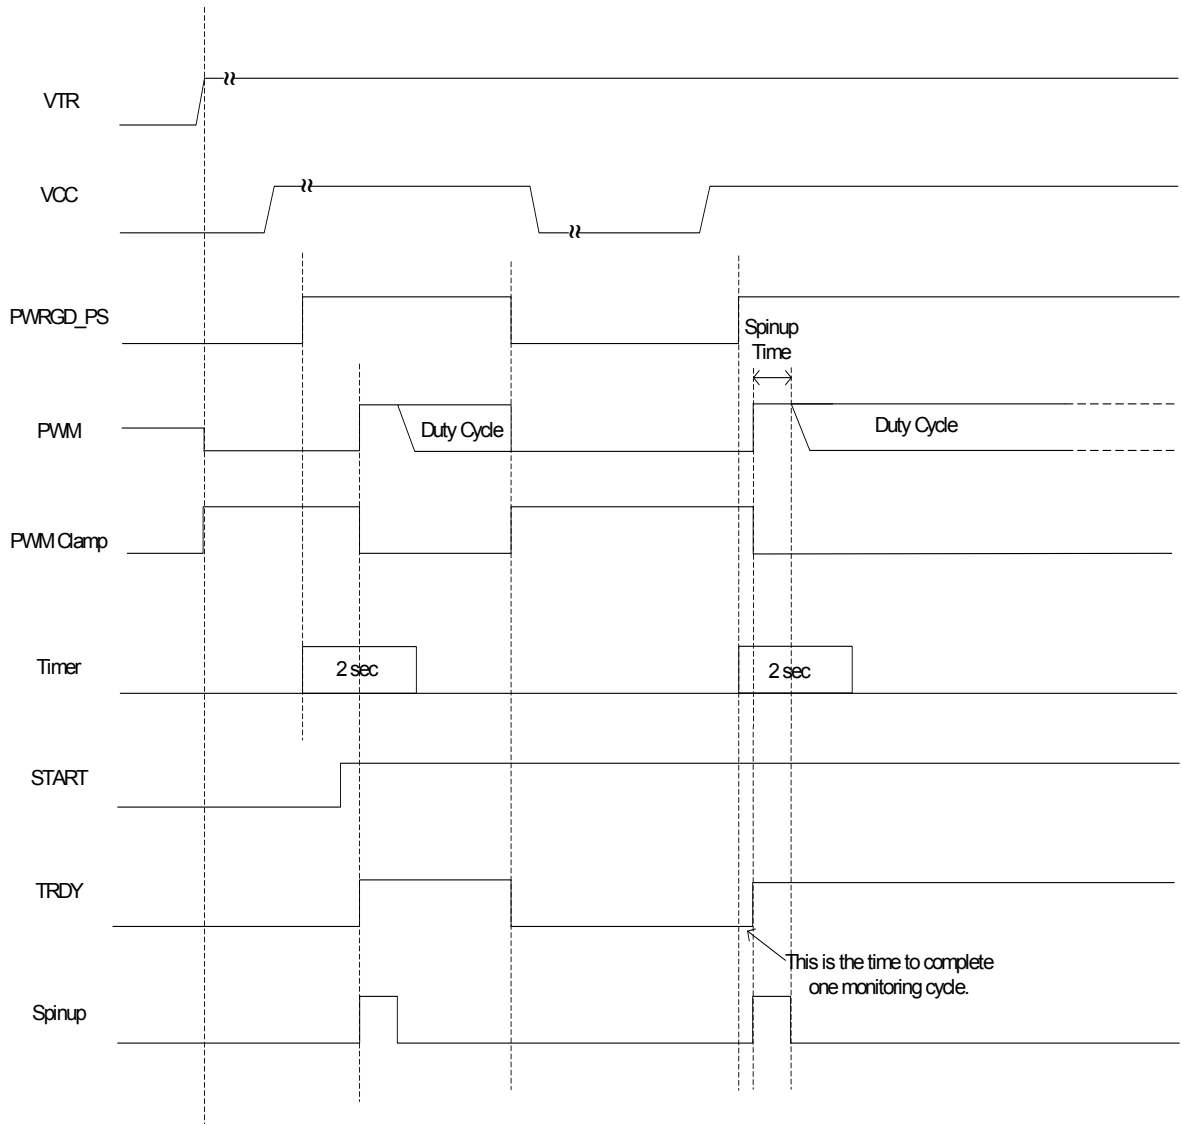 VTR
VCC
PWRGD_PS
Spinup
Time
PWM
Duty Cycle
Duty Cycle
PWM Clamp
Timer
2 sec
2 sec
START
TRDY
This is the time to complete
one monitoring cycle.
Spinup